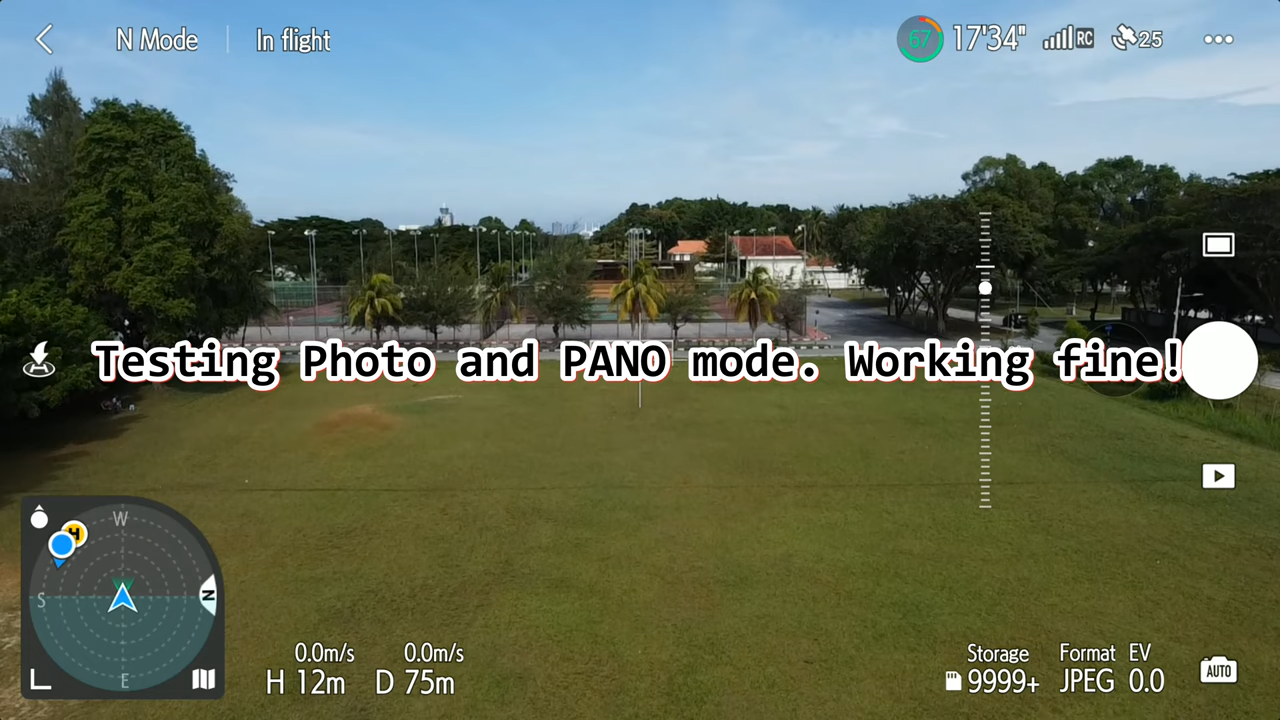 N Mode
In flight
67
17'34"
RC
25
Testing Photo and PANO mode. Working fine!
H
W
S
N
E
0.0m/s
0.0m/s
H 12m
D 75m
Storage
9999+
Format
JPEG
EV
0.0
AUTO